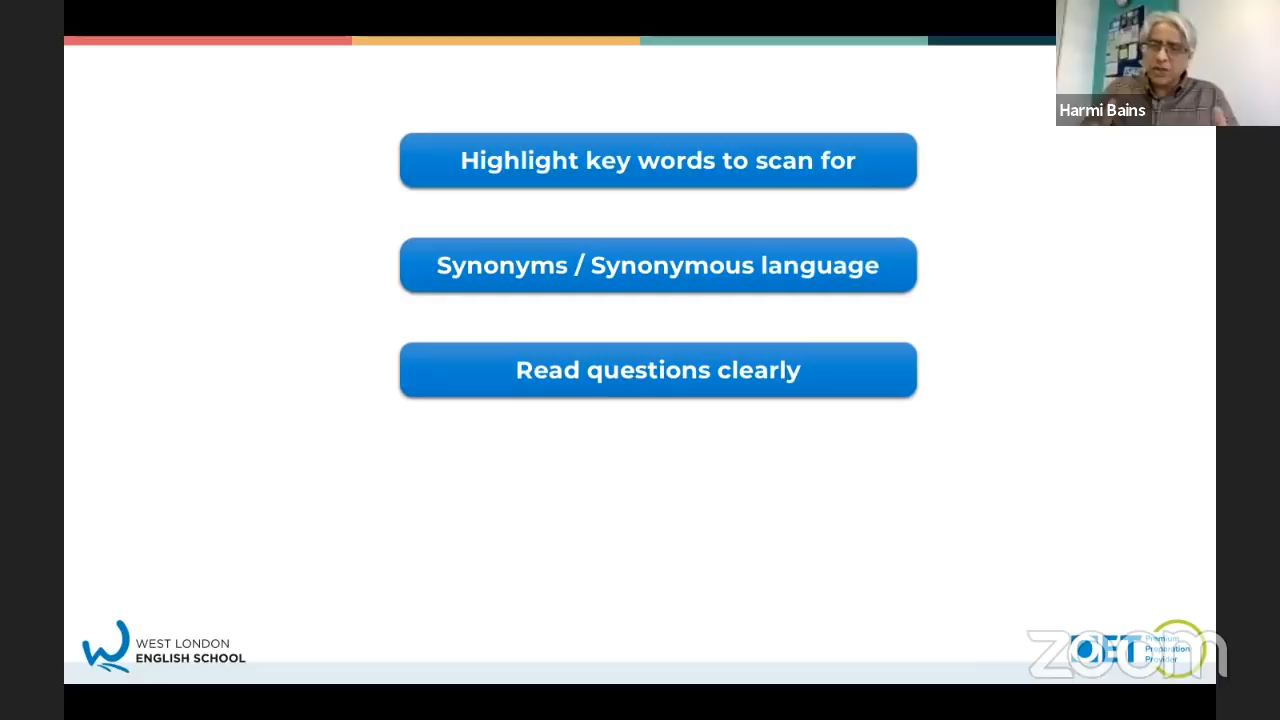 Harmi Bains
Highlight key words to scan for
Synonyms / Synonymous language
Read questions clearly
WEST LONDON
ENGLISH SCHOOL
OET
Premium
Preparation
Provider
zoom